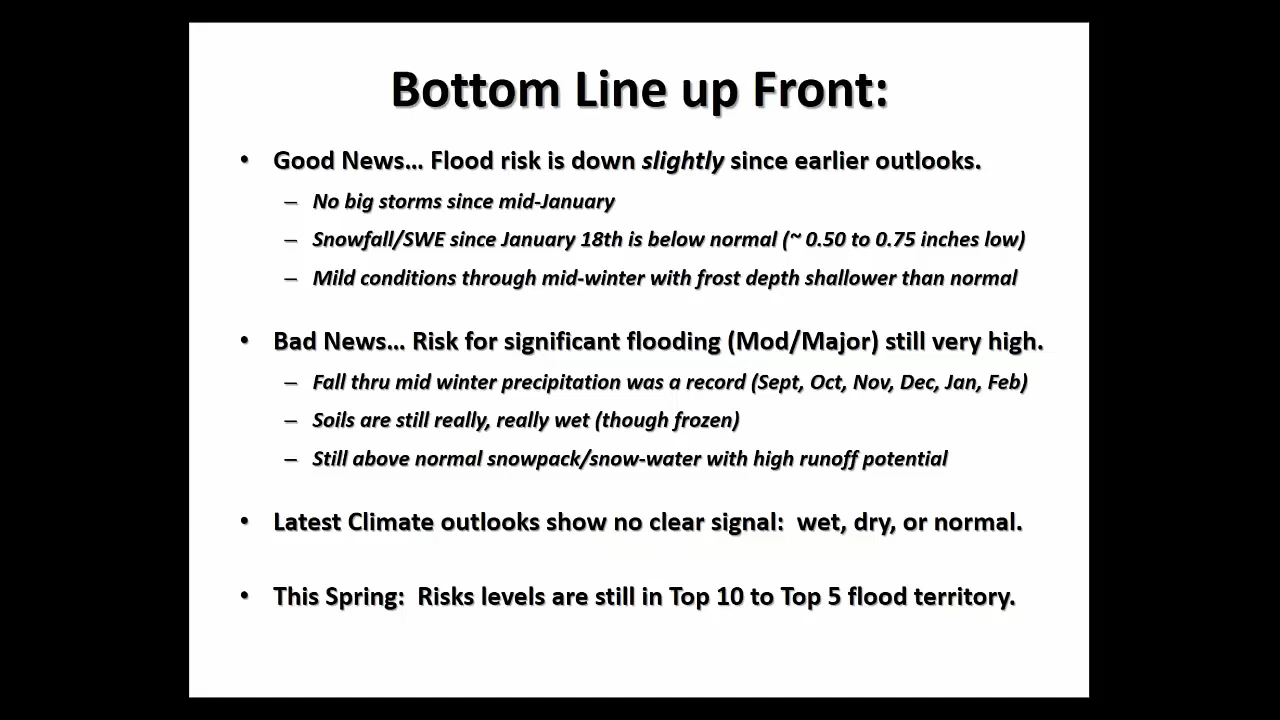 Bottom Line up Front:
• Good News... Flood risk is down slightly since earlier outlooks.
– No big storms since mid-January
– Snowfall/SWE since January 18th is below normal (~ 0.50 to 0.75 inches low)
– Mild conditions through mid-winter with frost depth shallower than normal
• Bad News... Risk for significant flooding (Mod/Major) still very high.
– Fall thru mid winter precipitation was a record (Sept, Oct, Nov, Dec, Jan, Feb)
– Soils are still really, really wet (though frozen)
– Still above normal snowpack/snow-water with high runoff potential
• Latest Climate outlooks show no clear signal:  wet, dry, or normal.
• This Spring:  Risks levels are still in Top 10 to Top 5 flood territory.